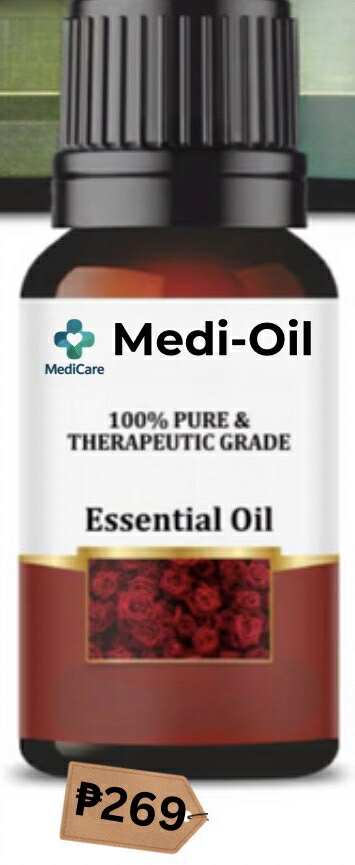 Medi-Oil
MediCare
100% PURE &
THERAPEUTIC GRADE
Essential Oil
₱269